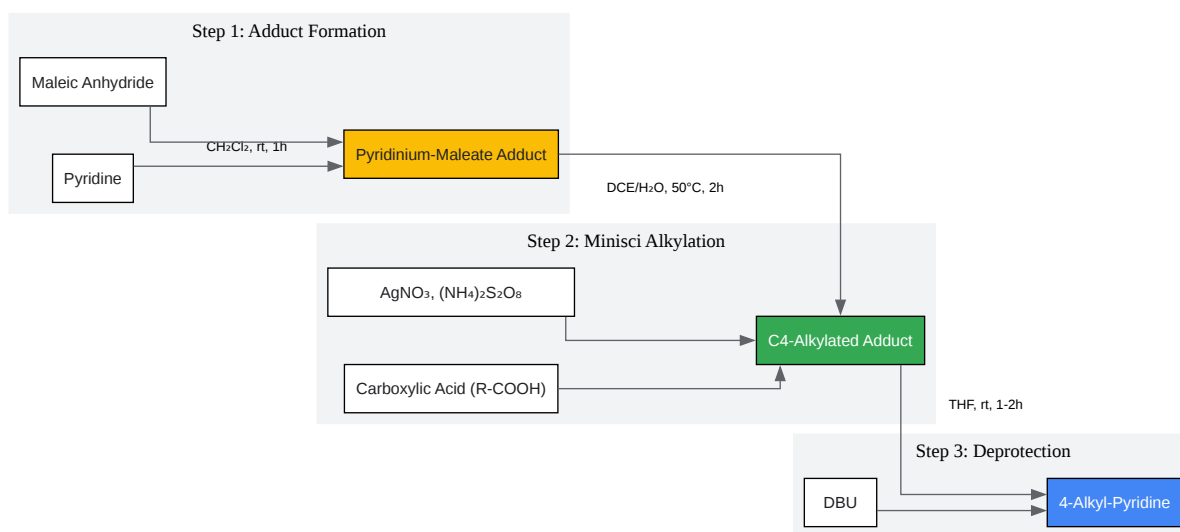 Step 1: Adduct Formation
Maleic Anhydride
CH₂Cl₂, rt, 1h
Pyridinium-Maleate Adduct
Pyridine
DCE/H₂O, 50°C, 2h
Step 2: Minisci Alkylation
AgNO₃, (NH₄)₂S₂O₈
C4-Alkylated Adduct
Carboxylic Acid (R-COOH)
THF, rt, 1-2h
Step 3: Deprotection
DBU
4-Alkyl-Pyridine